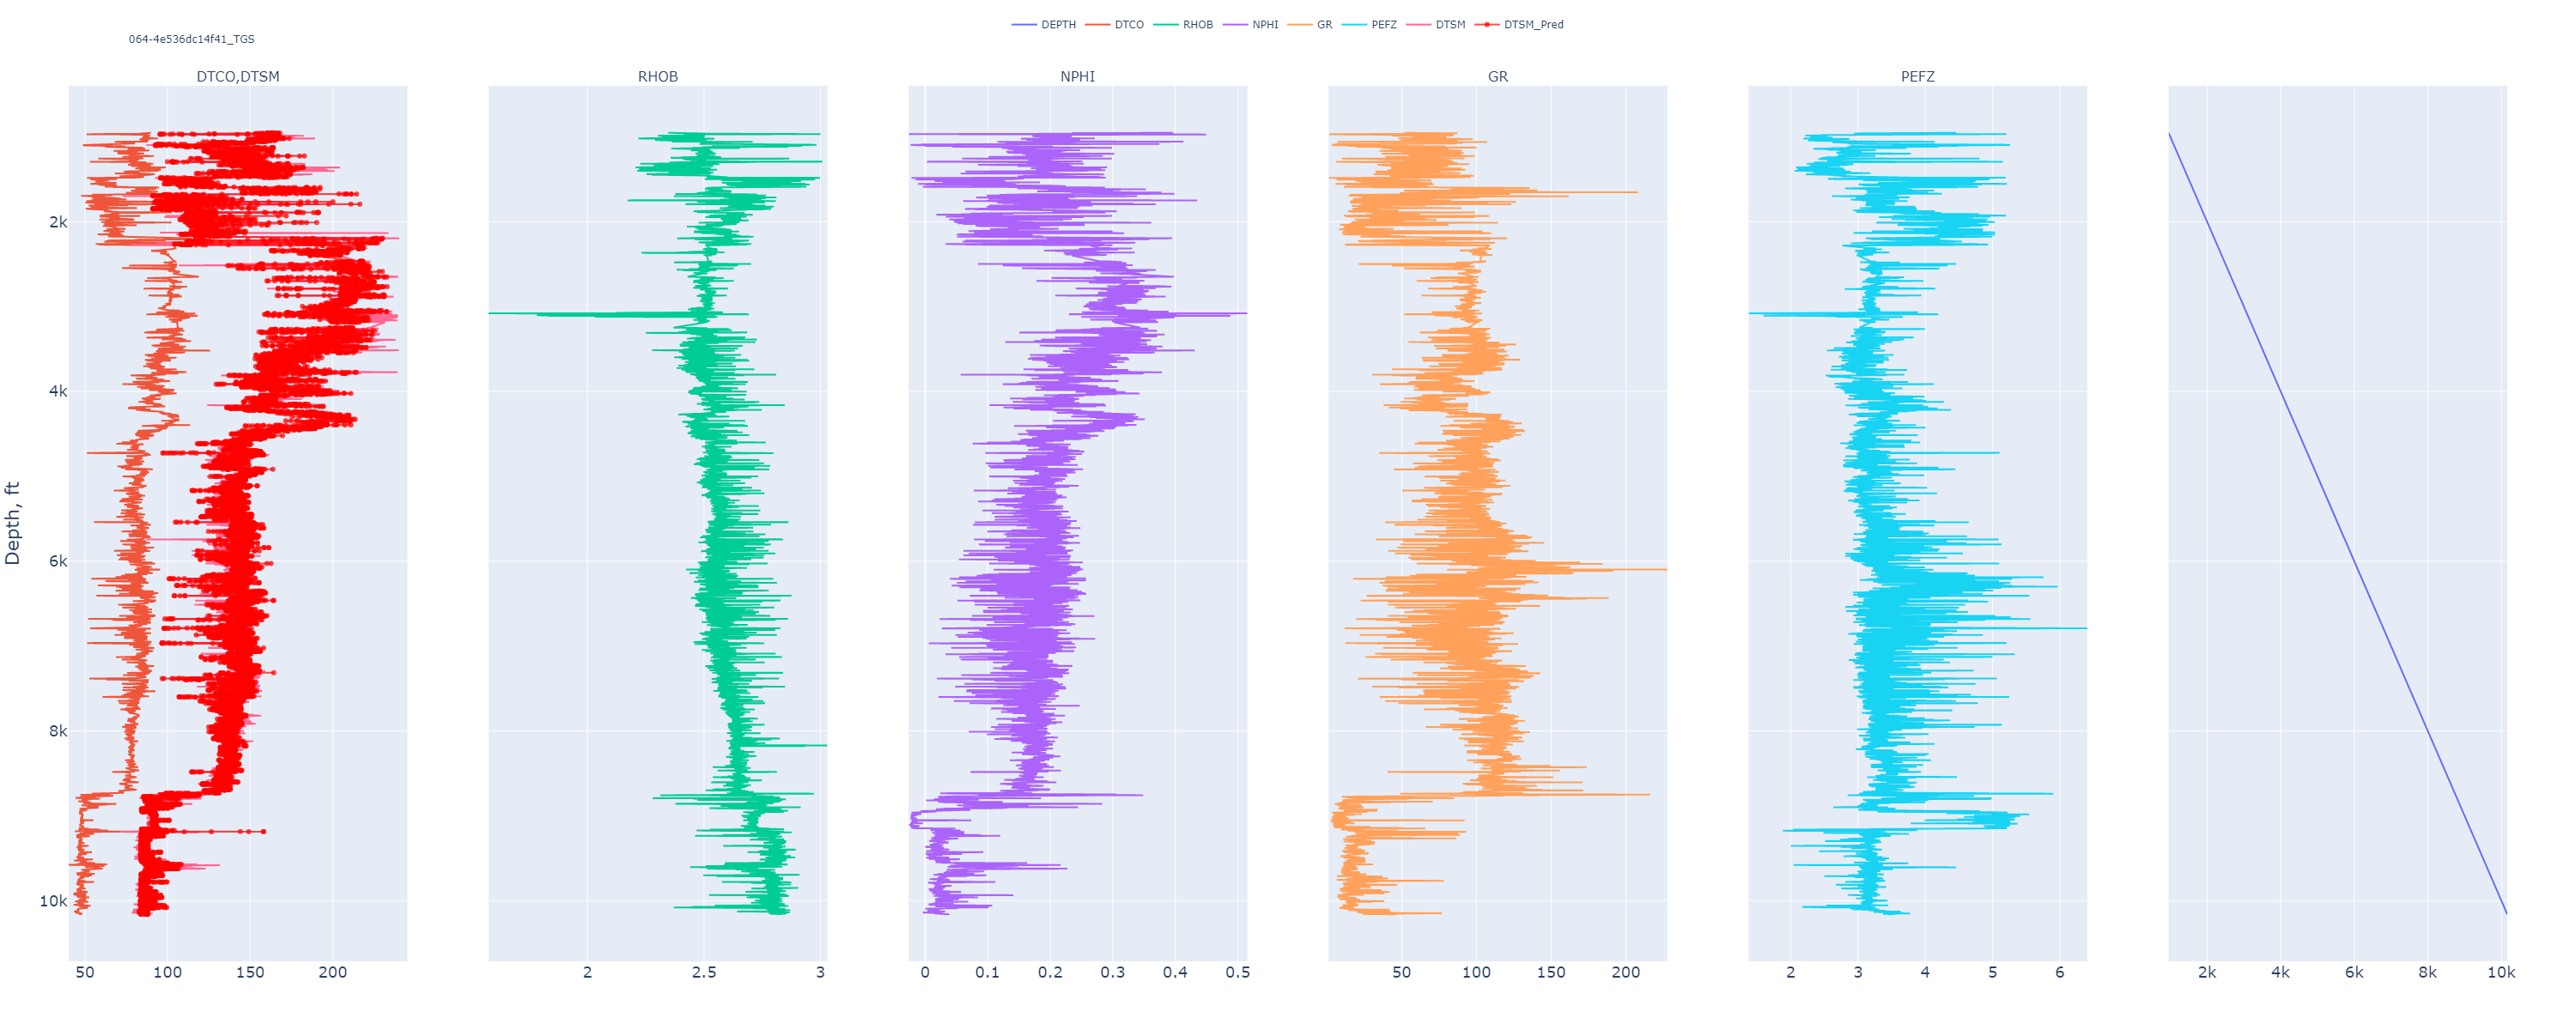 DEPTH DTCO RHOB NPHI GR PEFZ DTSM DTSM_Pred
064-4e536dc14f41_TGS
DTCO,DTSM RHOB NPHI GR PEFZ
Depth, ft
2k
4k
6k
8k
10k
50 100 150 200
2 2.5 3
0 0.1 0.2 0.3 0.4 0.5
50 100 150 200
2 3 4 5 6
2k 4k 6k 8k 10k